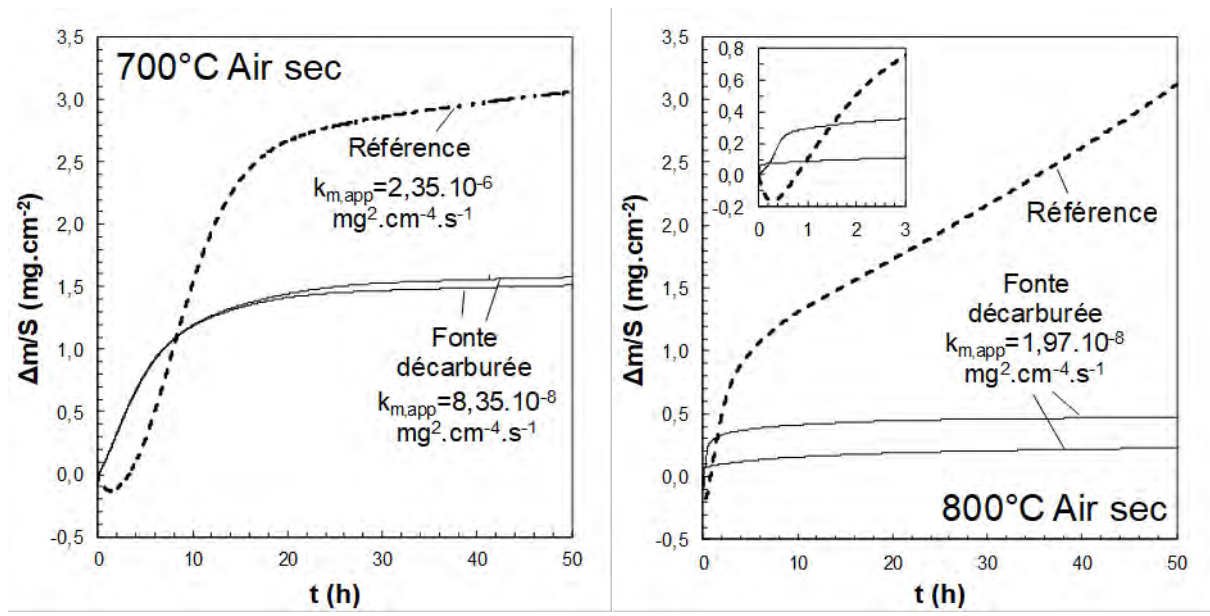 700°C Air sec
Référence
k_{m,app}=2,35.10^{-6}
mg².cm⁻⁴.s⁻¹
Fonte
décarburée
k_{m,app}=8,35.10^{-8}
mg².cm⁻⁴.s⁻¹
Δm/S (mg.cm⁻²)
3,5
3,0
2,5
2,0
1,5
1,0
0,5
0,0
-0,5
0 10 20 30 40 50
t (h)
Δm/S (mg.cm⁻²)
3,5
3,0
2,5
2,0
1,5
1,0
0,5
0,0
-0,5
0,8
0,6
0,4
0,2
0,0
-0,2
0 1 2 3
Référence
Fonte
décarburée
k_{m,app}=1,97.10^{-8}
mg².cm⁻⁴.s⁻¹
800°C Air sec
0 10 20 30 40 50
t (h)